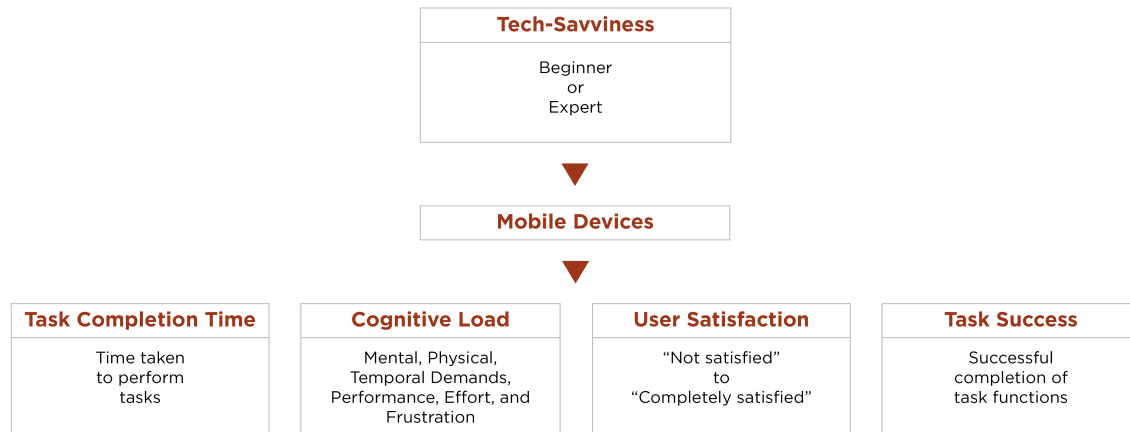 Tech-Savviness
Beginner
or
Expert
Mobile Devices
Task Completion Time
Time taken
to perform
tasks
Cognitive Load
Mental, Physical,
Temporal Demands,
Performance, Effort, and
Frustration
User Satisfaction
“Not satisfied”
to
“Completely satisfied”
Task Success
Successful
completion of
task functions